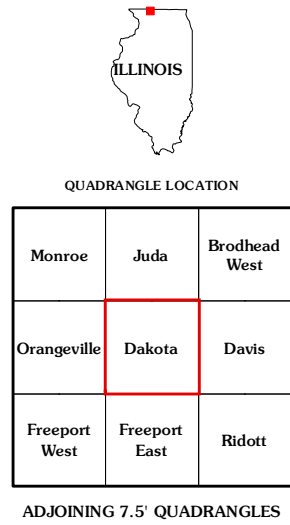 ILLINOIS
QUADRANGLE LOCATION
Monroe
Juda
Brodhead
West
Orangeville
Dakota
Davis
Freeport
West
Freeport
East
Ridott
ADJOINING 7.5' QUADRANGLES